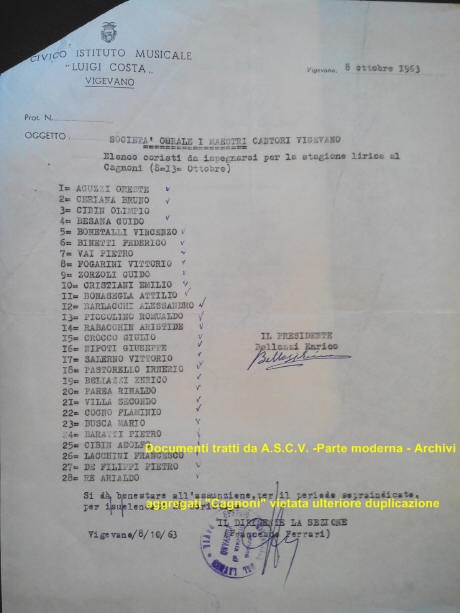 CIVICO ISTITUTO MUSICALE
"LUIGI COSTA"
VIGEVANO
Vigevano, 8 ottobre 1963
Prot. N.
OGGETTO
SOCIETA' CORALE I MAESTRI CANTORI VIGEVANO
Elenco coristi da impegnarsi per la stagione lirica al
Cagnoni (8=13= Ottobre)
1= AGUZZI ORESTE
2= CERIANA BRUNO
3= CIBIN OLIMPIO
4= BESANA GUIDO
5= BONETALLI VINCENZO
6= BINETTI FEDERICO
7= VAI PIETRO
8= FOGARINI VITTORIO
9= ZORZOLI GUIDO
10= CRISTIANI EMILIO
11= BONASEGLA ATTILIO
12= BARLACCHI ALESSANDRO
13= PICCOLINO ROMUALDO
14= RABACCHIN ARISTIDE
15= CROCCO GIULIO
16= NIPOTI GIUSEPPE
17= SALERNO VITTORIO
18= PASTORELLO IRNERIO
19= BELLAZZI ENRICO
20= PAREA RINALDO
21= VILLA SECONDO
22= COGNO FLAMINIO
23= BUSCA MARIO
24= BARATTI PIETRO
25= CIBIN ADOLFO
26= LACCHINI FRANCESCO
27= DE FILIPPI PIETRO
28= RE ARIALDO
IL PRESIDENTE
Bellazzi Enrico
Documenti tratti da A.S.C.V. -Parte moderna - Archivi
aggregati "Cagnoni" vietata ulteriore duplicazione
Si dà benestare all'assunzione, per il periodo sopraindicato,
IL DIRIGENTE LA SEZIONE
(Francesco Ferrari)
Vigevano/8/10/63